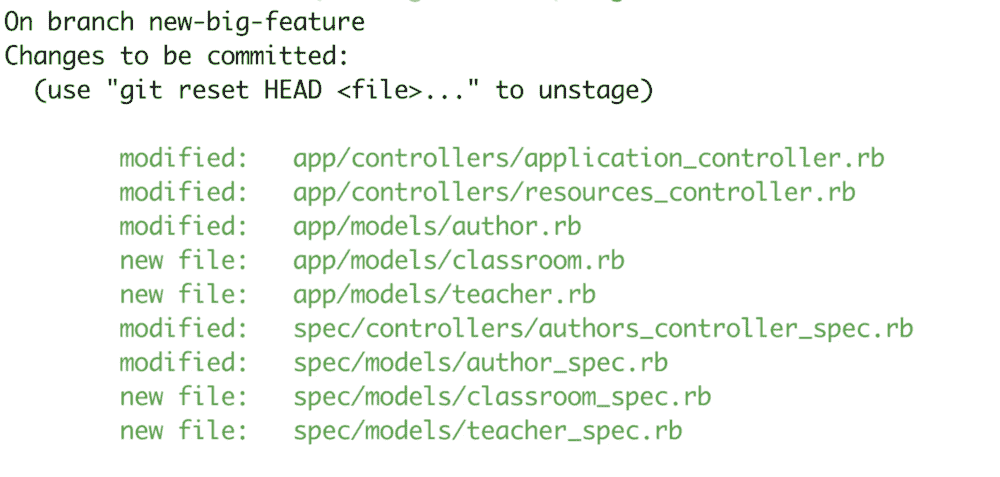 On branch new-big-feature
Changes to be committed:
  (use "git reset HEAD <file>..." to unstage)

        modified:   app/controllers/application_controller.rb
        modified:   app/controllers/resources_controller.rb
        modified:   app/models/author.rb
        new file:   app/models/classroom.rb
        new file:   app/models/teacher.rb
        modified:   spec/controllers/authors_controller_spec.rb
        modified:   spec/models/author_spec.rb
        new file:   spec/models/classroom_spec.rb
        new file:   spec/models/teacher_spec.rb